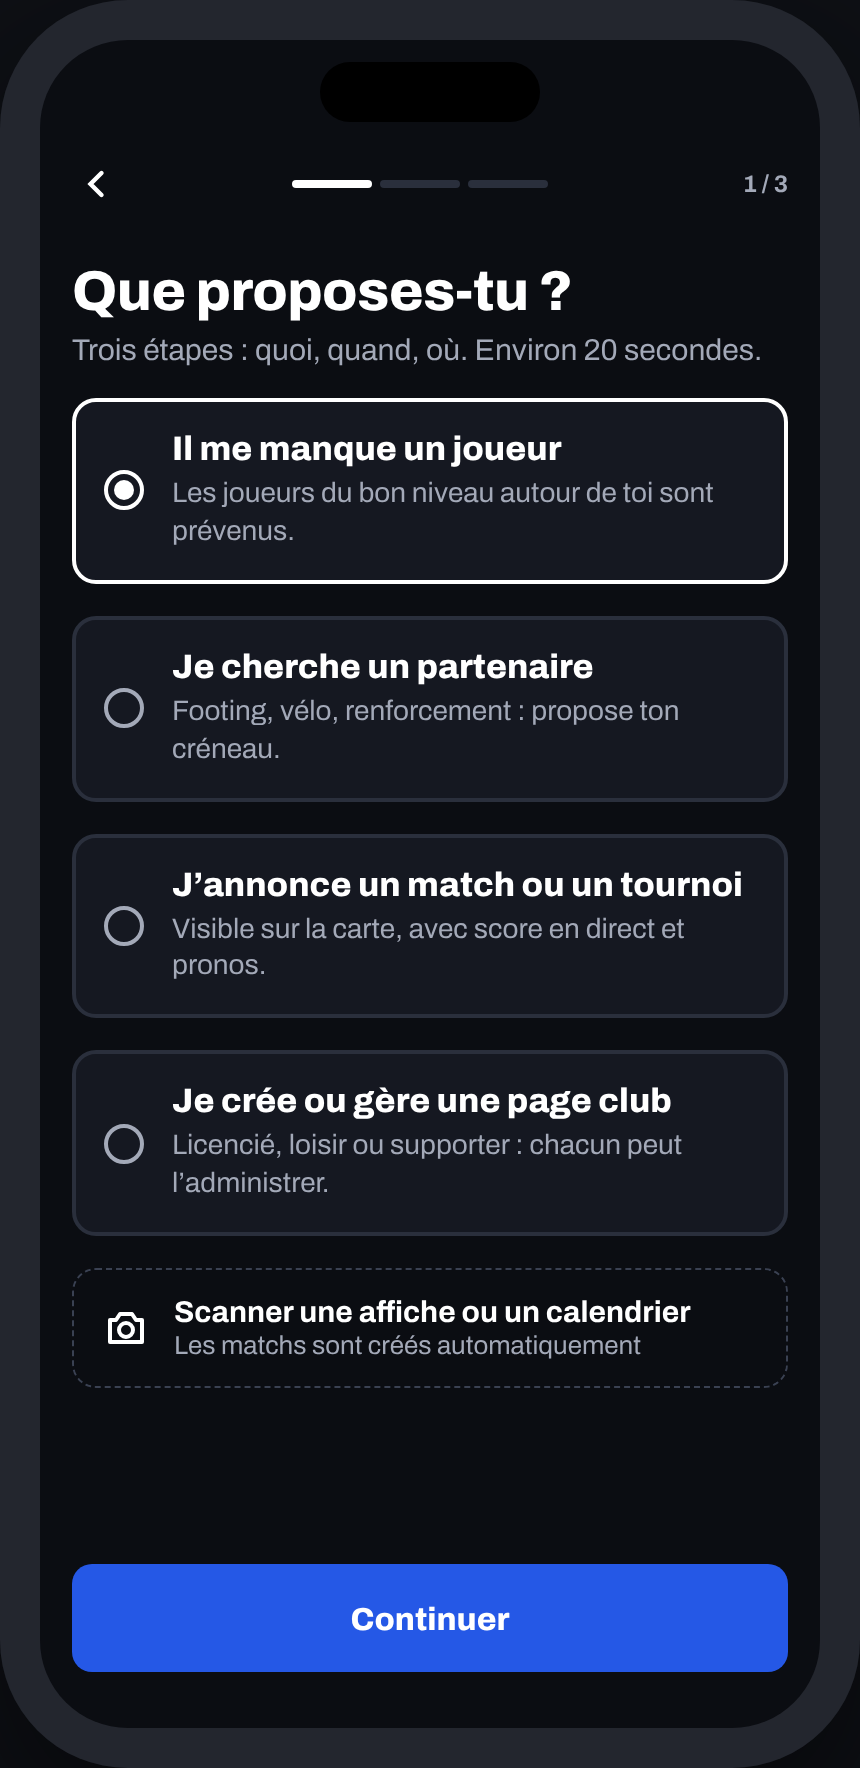 1 / 3
Que proposes-tu ?
Trois étapes : quoi, quand, où. Environ 20 secondes.
Il me manque un joueur
Les joueurs du bon niveau autour de toi sont
prévenus.
Je cherche un partenaire
Footing, vélo, renforcement : propose ton
créneau.
J’annonce un match ou un tournoi
Visible sur la carte, avec score en direct et
pronos.
Je crée ou gère une page club
Licencié, loisir ou supporter : chacun peut
l’administrer.
Scanner une affiche ou un calendrier
Les matchs sont créés automatiquement
Continuer